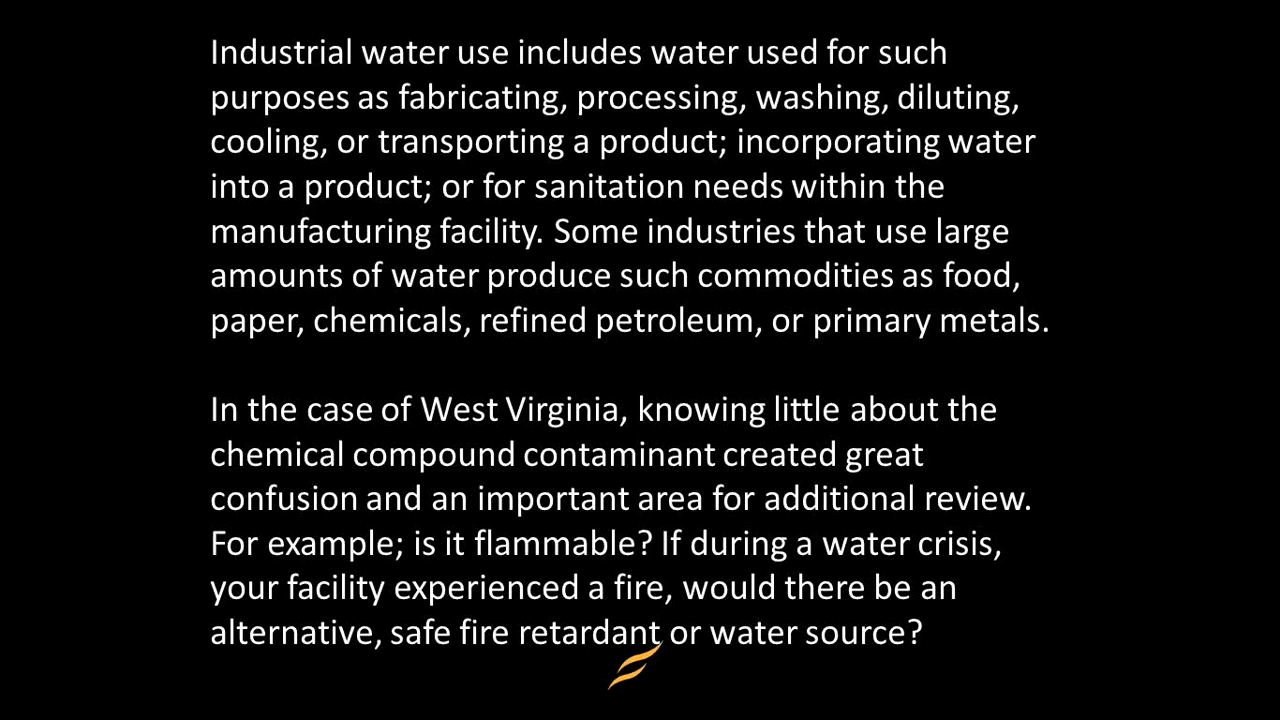 Industrial water use includes water used for such
purposes as fabricating, processing, washing, diluting,
cooling, or transporting a product; incorporating water
into a product; or for sanitation needs within the
manufacturing facility. Some industries that use large
amounts of water produce such commodities as food,
paper, chemicals, refined petroleum, or primary metals.
In the case of West Virginia, knowing little about the
chemical compound contaminant created great
confusion and an important area for additional review.
For example; is it flammable? If during a water crisis,
your facility experienced a fire, would there be an
alternative, safe fire retardant or water source?